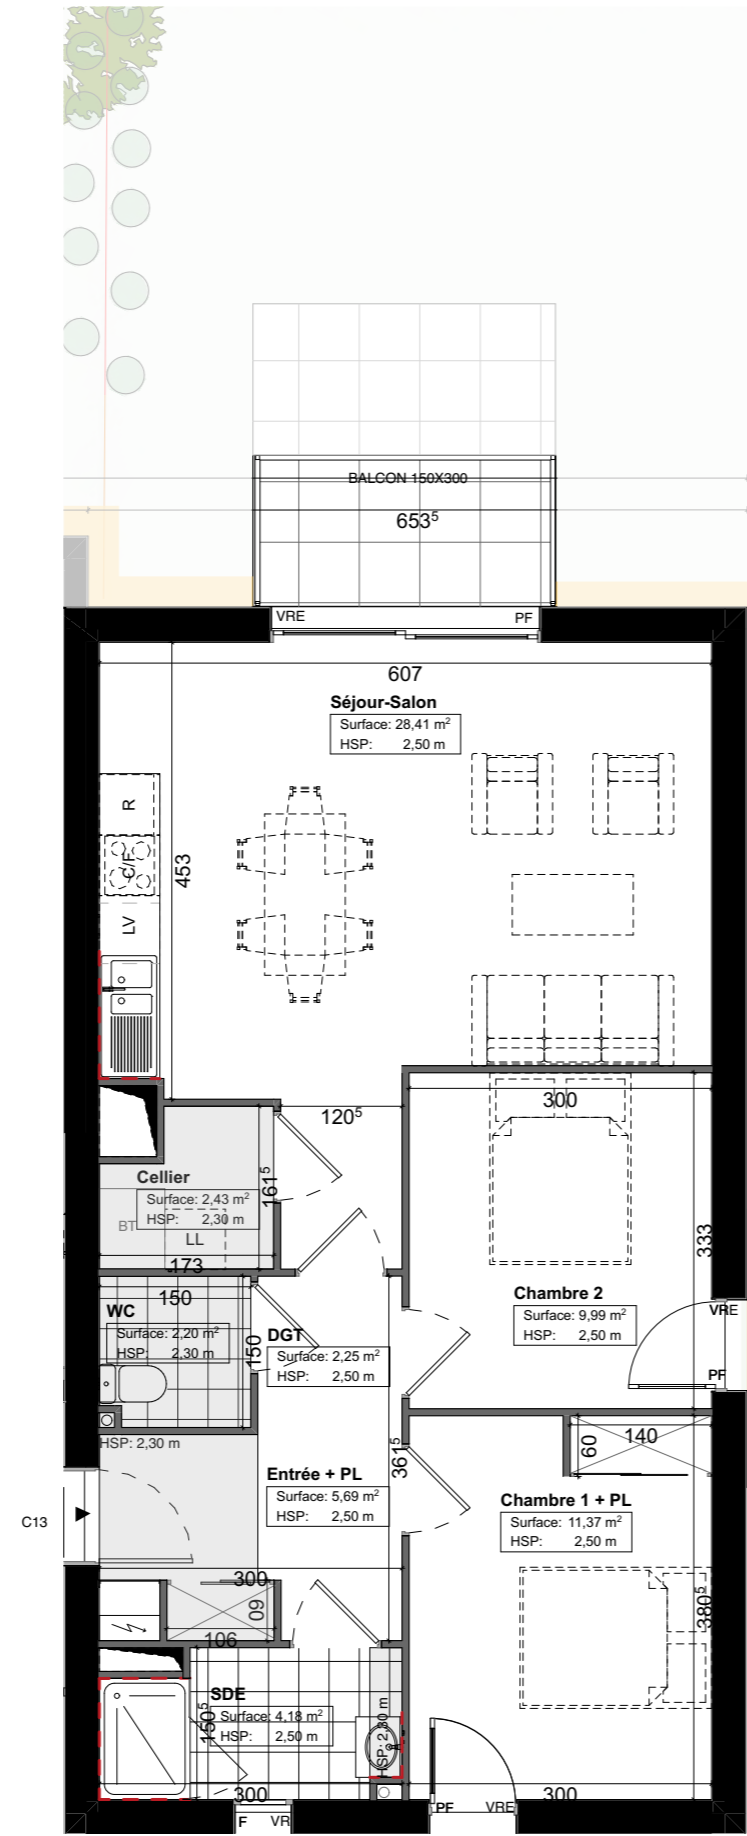 BALCON 150X300
653⁵
VRE
PF
607
Séjour-Salon
Surface: 28,41 m²
HSP: 2,50 m
R
C/F
LV
453
120⁵
300
Cellier
Surface: 2,43 m²
HSP: 2,30 m
BT
LL
161⁵
173
333
150
WC
Surface: 2,20 m²
HSP: 2,30 m
150
DGT
Surface: 2,25 m²
HSP: 2,50 m
Chambre 2
Surface: 9,99 m²
HSP: 2,50 m
VRE
PF
HSP: 2,30 m
361⁵
60
140
Entrée + PL
Surface: 5,69 m²
HSP: 2,50 m
Chambre 1 + PL
Surface: 11,37 m²
HSP: 2,50 m
C13
300
60
106
380⁵
SDE
Surface: 4,18 m²
HSP: 2,50 m
150⁵
HSP: 2,30 m
300
300
F
VR
PF
VRE